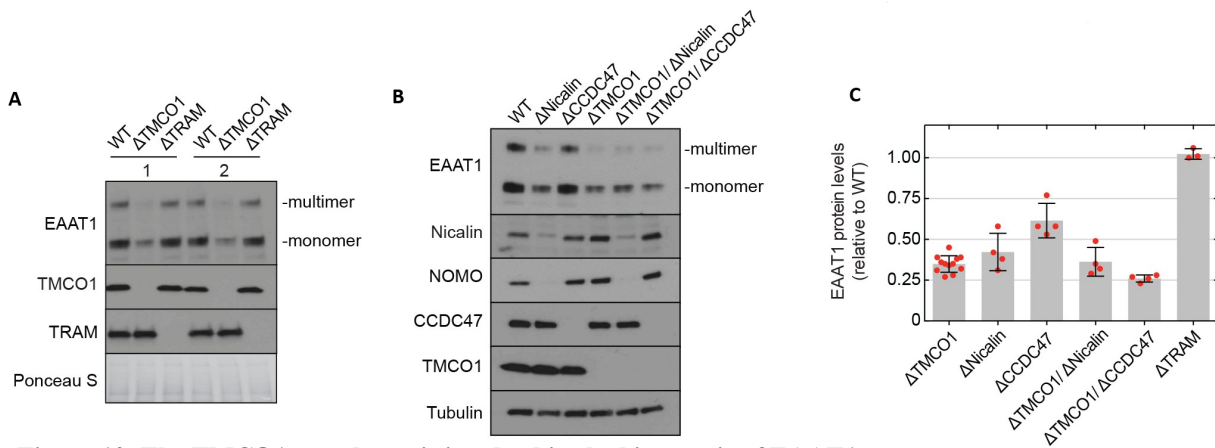 A
WT
ΔTMCO1
ΔTRAM
WT
ΔTMCO1
ΔTRAM
1
2
EAAT1
-multimer
-monomer
TMCO1
TRAM
Ponceau S
B
WT
ΔNicalin
ΔCCDC47
ΔTMCO1
ΔTMCO1/ ΔNicalin
ΔTMCO1/ ΔCCDC47
EAAT1
-multimer
-monomer
Nicalin
NOMO
CCDC47
TMCO1
Tubulin
C
EAAT1 protein levels
(relative to WT)
1.00
0.75
0.50
0.25
0
ΔTMCO1
ΔNicalin
ΔCCDC47
ΔTMCO1/ ΔNicalin
ΔTMCO1/ ΔCCDC47
ΔTRAM